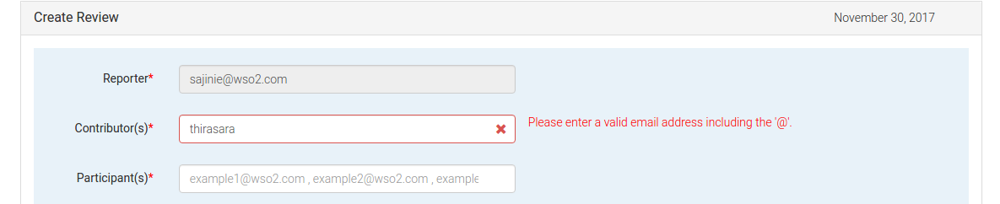 Create Review November 30, 2017
Reporter* sajinie@wso2.com
Contributor(s)* thirasara ✖ Please enter a valid email address including the '@'.
Participant(s)* example1@wso2.com , example2@wso2.com , example